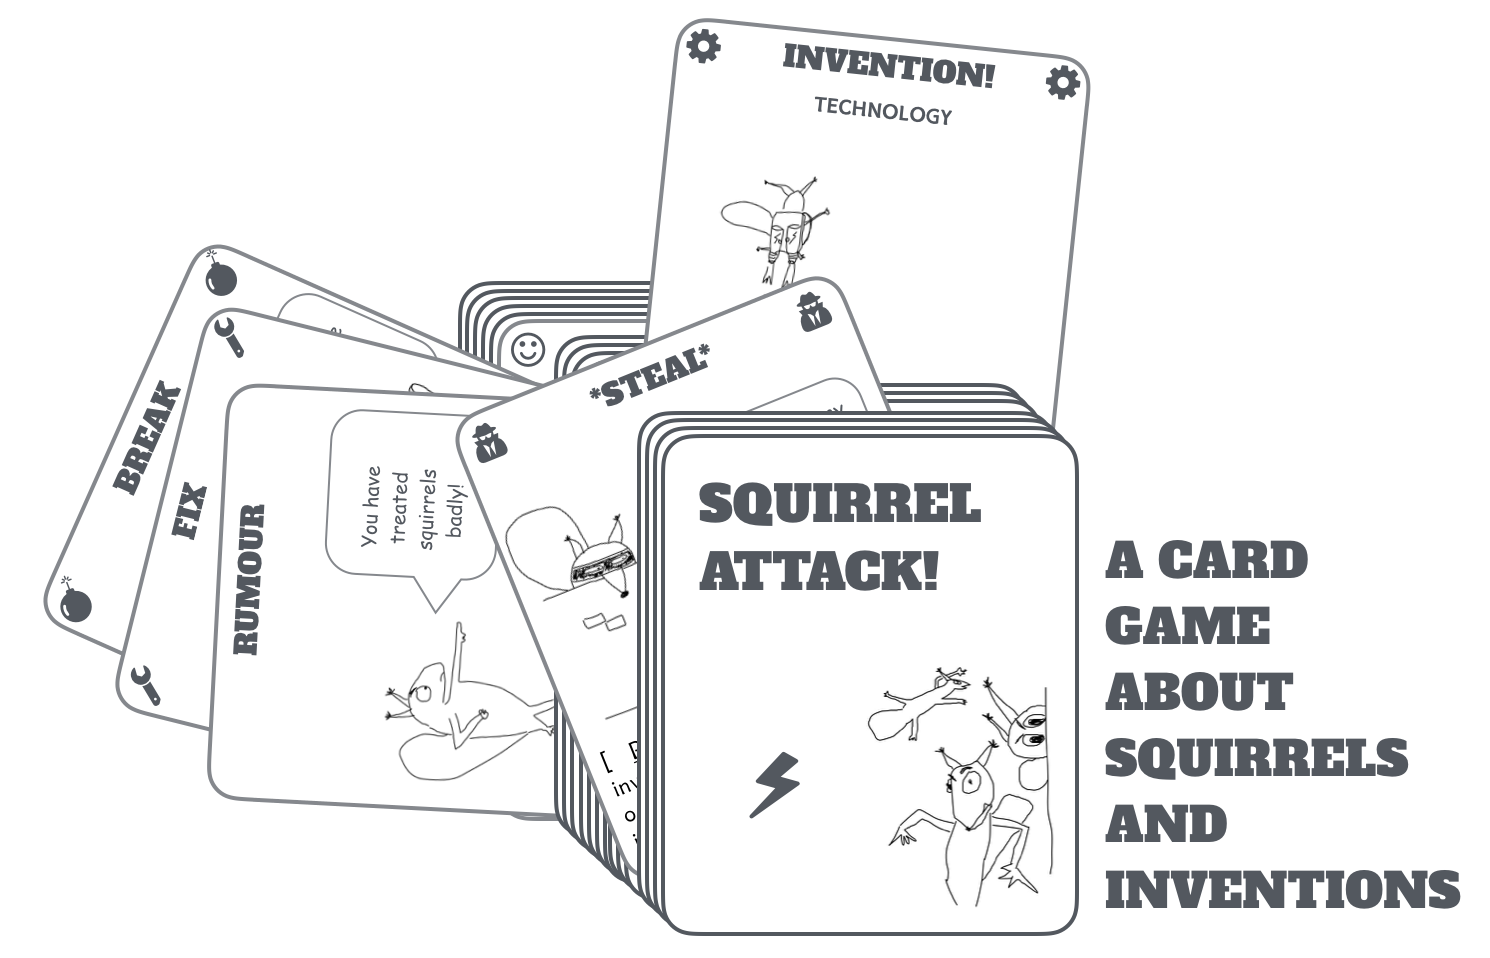 INVENTION!
TECHNOLOGY
*STEAL*
BREAK
FIX
RUMOUR
You have
treated
squirrels
badly!
SQUIRREL
ATTACK!
A CARD
GAME
ABOUT
SQUIRRELS
AND
INVENTIONS